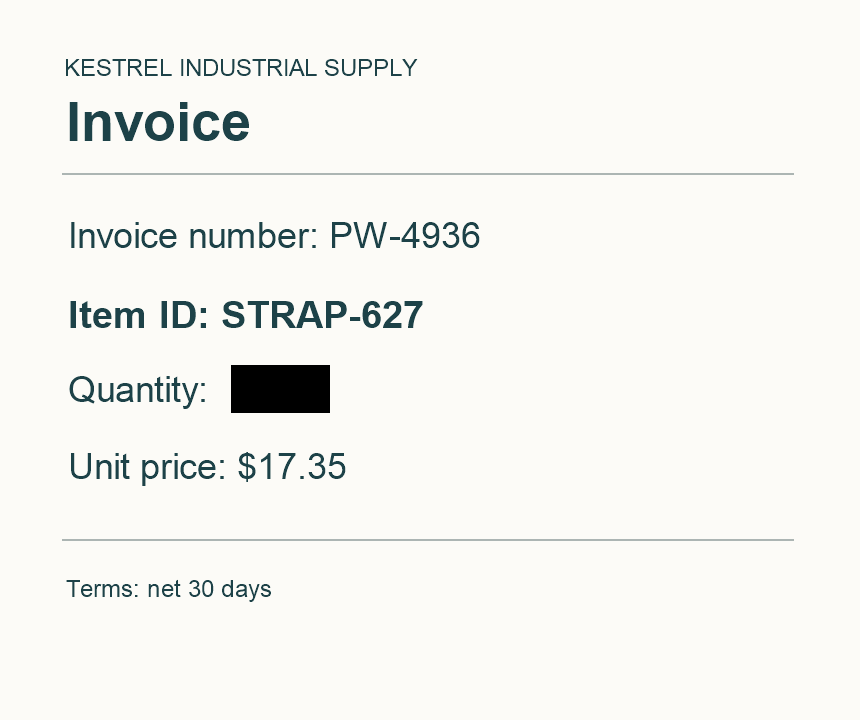 KESTREL INDUSTRIAL SUPPLY
Invoice
Invoice number: PW-4936
Item ID: STRAP-627
Quantity:
Unit price: $17.35
Terms: net 30 days